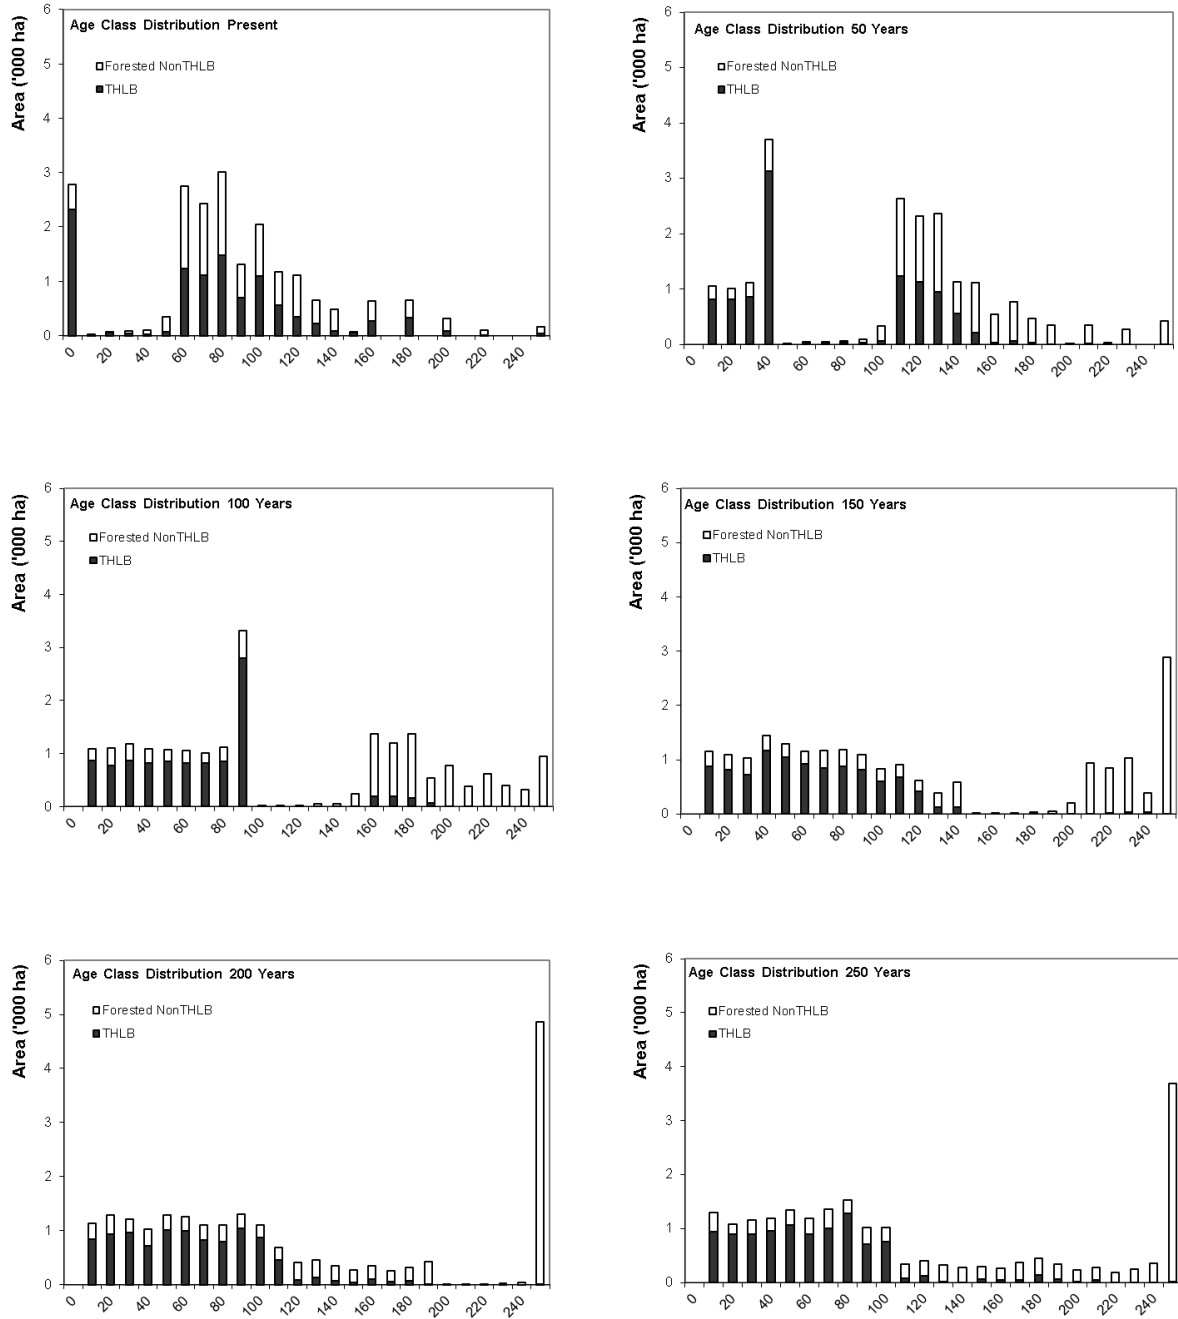 Age Class Distribution Present
Area ('000 ha)
Forested NonTHLB
THLB
6
5
4
3
2
1
0
0 20 40 60 80 100 120 140 160 180 200 220 240
Age Class Distribution 50 Years
Area ('000 ha)
Forested NonTHLB
THLB
6
5
4
3
2
1
0
0 20 40 60 80 100 120 140 160 180 200 220 240
Age Class Distribution 100 Years
Area ('000 ha)
Forested NonTHLB
THLB
6
5
4
3
2
1
0
0 20 40 60 80 100 120 140 160 180 200 220 240
Age Class Distribution 150 Years
Area ('000 ha)
Forested NonTHLB
THLB
6
5
4
3
2
1
0
0 20 40 60 80 100 120 140 160 180 200 220 240
Age Class Distribution 200 Years
Area ('000 ha)
Forested NonTHLB
THLB
6
5
4
3
2
1
0
0 20 40 60 80 100 120 140 160 180 200 220 240
Age Class Distribution 250 Years
Area ('000 ha)
Forested NonTHLB
THLB
6
5
4
3
2
1
0
0 20 40 60 80 100 120 140 160 180 200 220 240